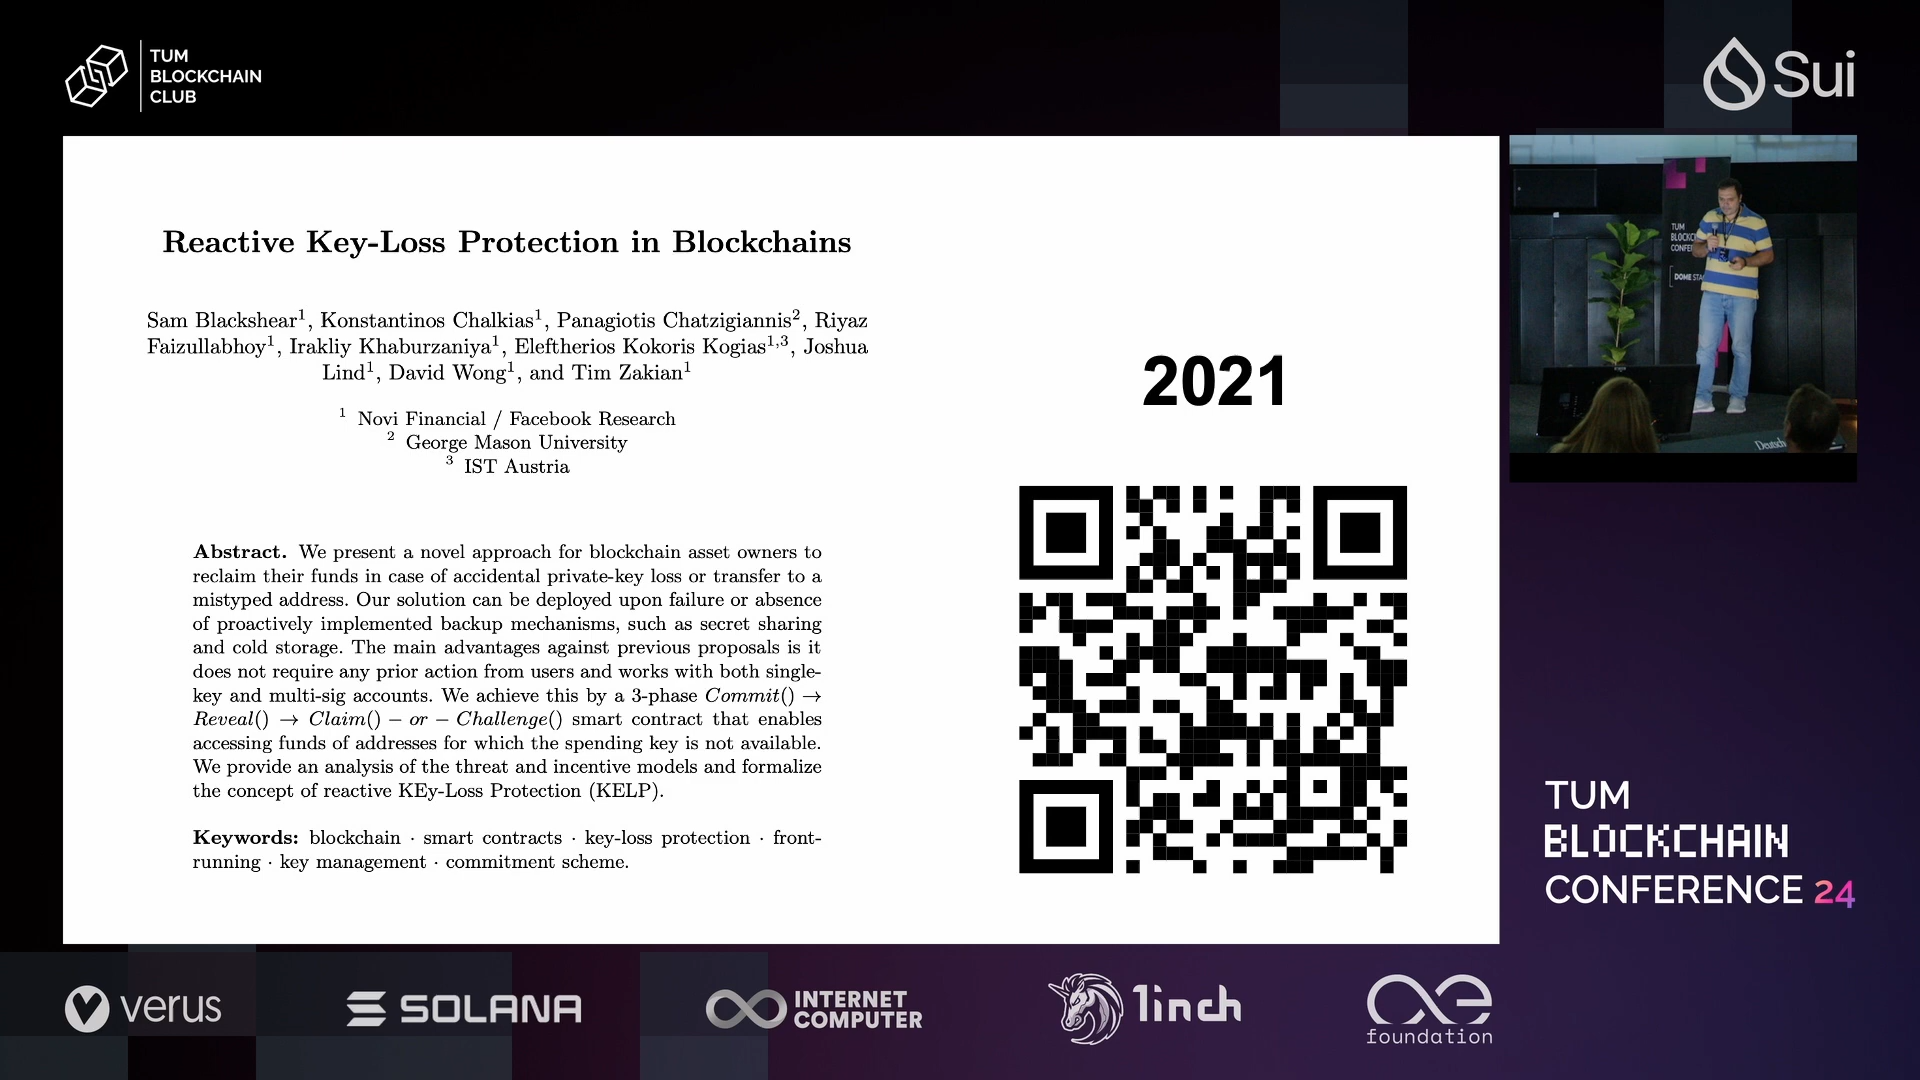 TUM
BLOCKCHAIN
CLUB
Sui
Reactive Key-Loss Protection in Blockchains
Sam Blackshear¹, Konstantinos Chalkias¹, Panagiotis Chatzigiannis², Riyaz
Faizullabhoy¹, Irakliy Khaburzaniya¹, Eleftherios Kokoris Kogias¹,³, Joshua
Lind¹, David Wong¹, and Tim Zakian¹
¹ Novi Financial / Facebook Research
² George Mason University
³ IST Austria
Abstract. We present a novel approach for blockchain asset owners to
reclaim their funds in case of accidental private-key loss or transfer to a
mistyped address. Our solution can be deployed upon failure or absence
of proactively implemented backup mechanisms, such as secret sharing
and cold storage. The main advantages against previous proposals is it
does not require any prior action from users and works with both single-
key and multi-sig accounts. We achieve this by a 3-phase Commit() →
Reveal() → Claim() − or − Challenge() smart contract that enables
accessing funds of addresses for which the spending key is not available.
We provide an analysis of the threat and incentive models and formalize
the concept of reactive KEy-Loss Protection (KELP).
Keywords: blockchain · smart contracts · key-loss protection · front-
running · key management · commitment scheme.
2021
TUM
DOME
TUM
BLOCKCHAIN
CONFERENCE 24
verus
SOLANA
INTERNET
COMPUTER
1inch
foundation